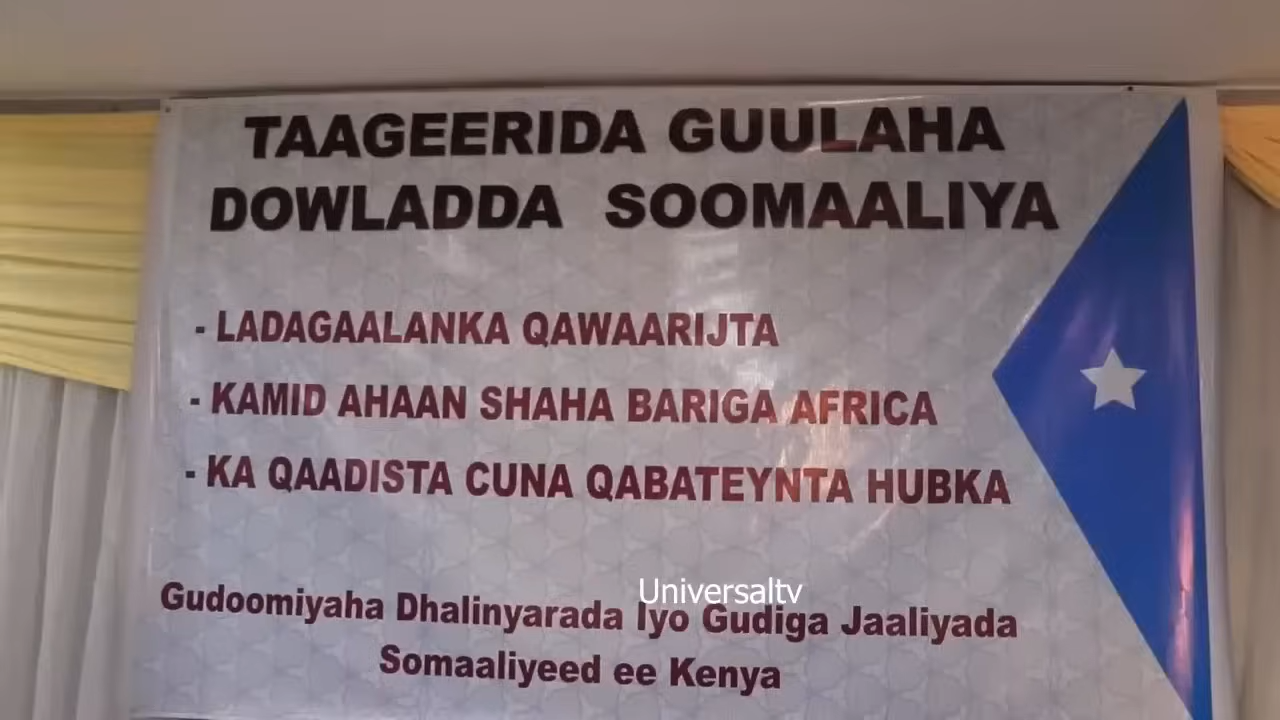 TAAGEERIDA GUULAHA
DOWLADDA SOOMAALIYA
- LADAGAALANKA QAWAARIJTA
- KAMID AHAAN SHAHA BARIGA AFRICA
- KA QAADISTA CUNA QABATEYNTA HUBKA
Universaltv
Gudoomiyaha Dhalinyarada Iyo Gudiga Jaaliyada
Somaaliyeed ee Kenya